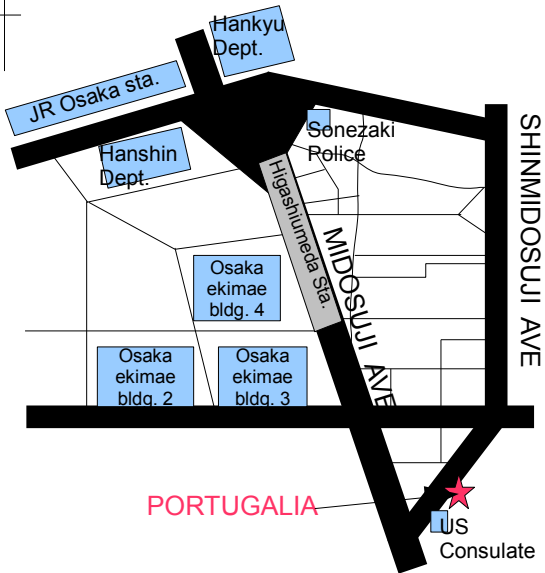 Hankyu
Dept.
JR Osaka sta.
Sonezaki
Police
Hanshin
Dept.
Higashiumeda Sta.
SHINMIDOSUJI AVE
MIDOSUJI AVE
Osaka
ekimae
bldg. 4
Osaka
ekimae
bldg. 2
Osaka
ekimae
bldg. 3
PORTUGALIA
US
Consulate